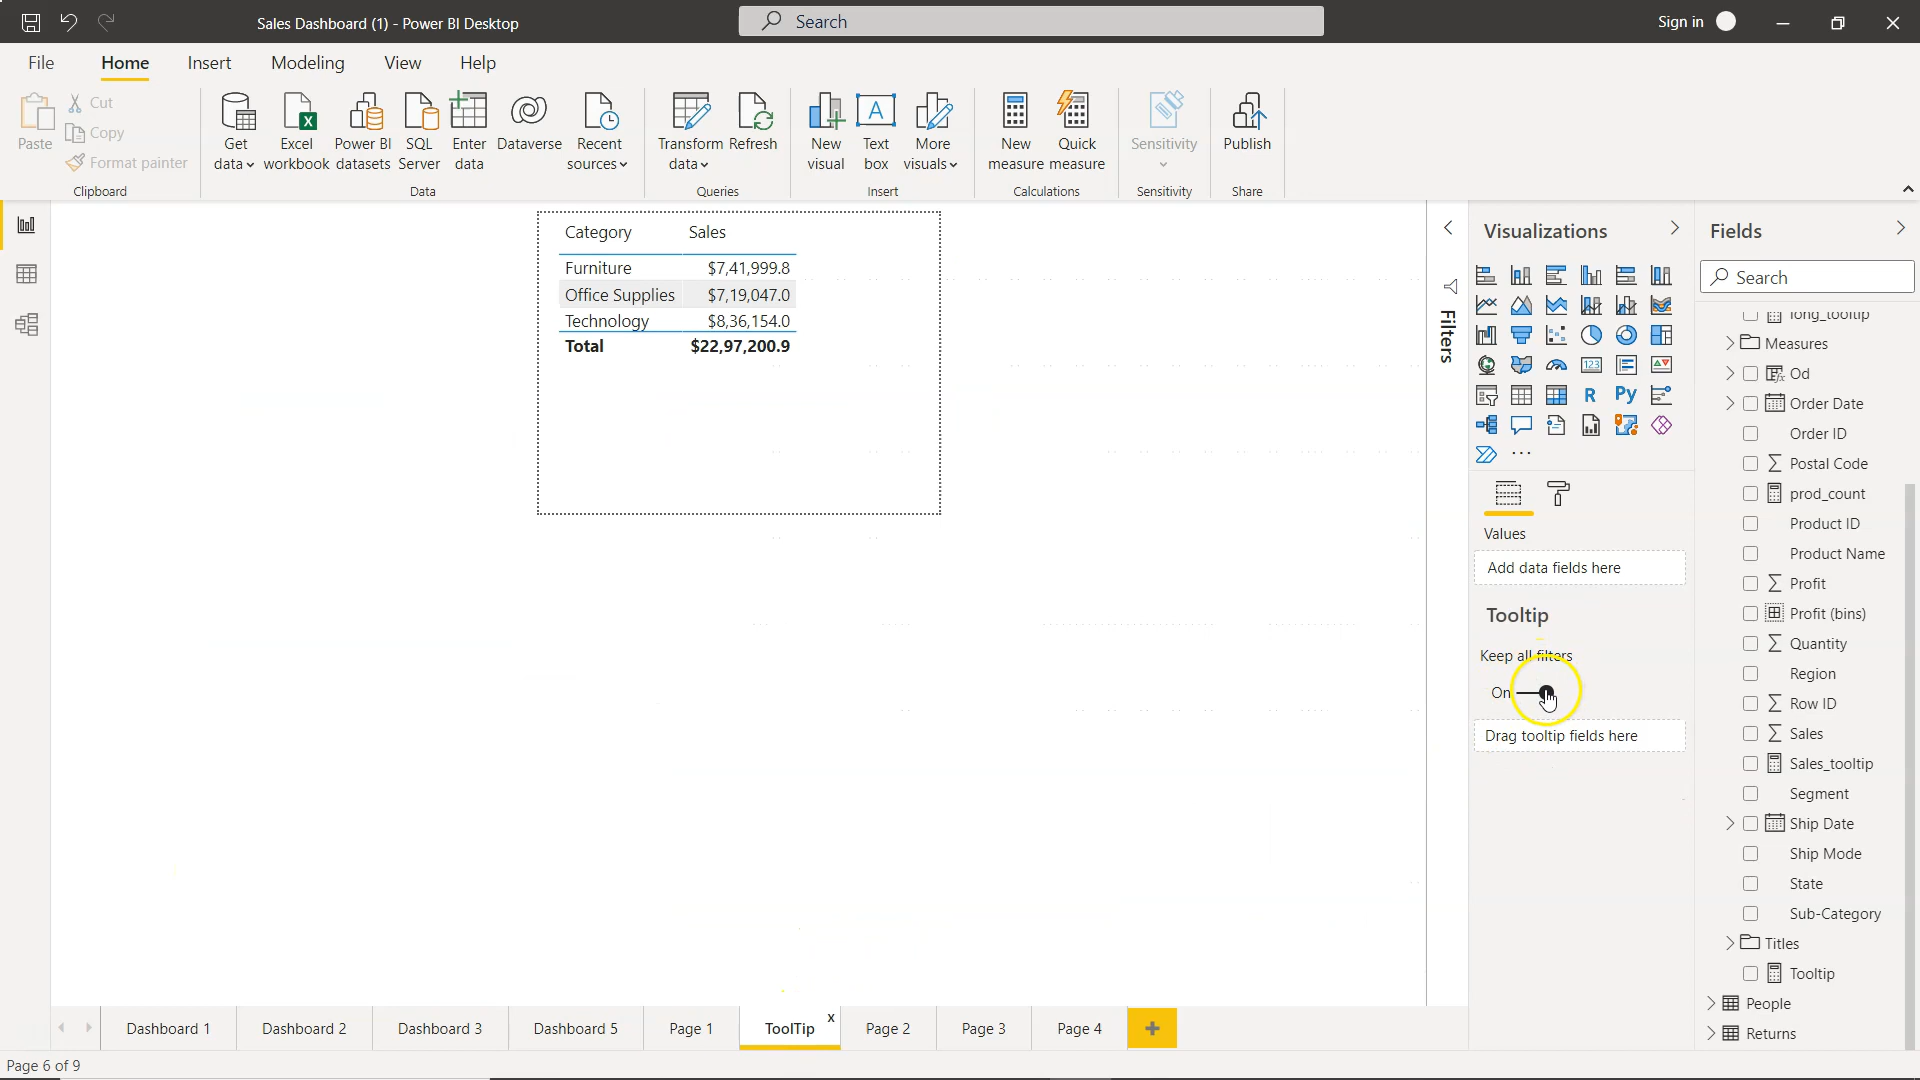 Sales Dashboard (1) - Power BI Desktop
Search
Sign in
File Home Insert Modeling View Help
Paste
Cut
Copy
Format painter
Clipboard
Get data
Excel workbook
Power BI datasets
SQL Server
Enter data
Dataverse
Recent sources
Data
Transform data
Refresh
Queries
New visual
A
Text box
More visuals
Insert
New measure
Quick measure
Calculations
Sensitivity
Sensitivity
Publish
Share
Category Sales
Furniture $7,41,999.8
Office Supplies $7,19,047.0
Technology $8,36,154.0
Total $22,97,200.9
Filters
Visualizations
123
R
Py
...
Values
Add data fields here
Tooltip
Keep all filters
On
Drag tooltip fields here
Fields
Search
long_tooltip
Measures
Od
Order Date
Order ID
Postal Code
prod_count
Product ID
Product Name
Profit
Profit (bins)
Quantity
Region
Row ID
Sales
Sales_tooltip
Segment
Ship Date
Ship Mode
State
Sub-Category
Titles
Tooltip
People
Returns
Dashboard 1 Dashboard 2 Dashboard 3 Dashboard 5 Page 1 ToolTip x Page 2 Page 3 Page 4 +
Page 6 of 9